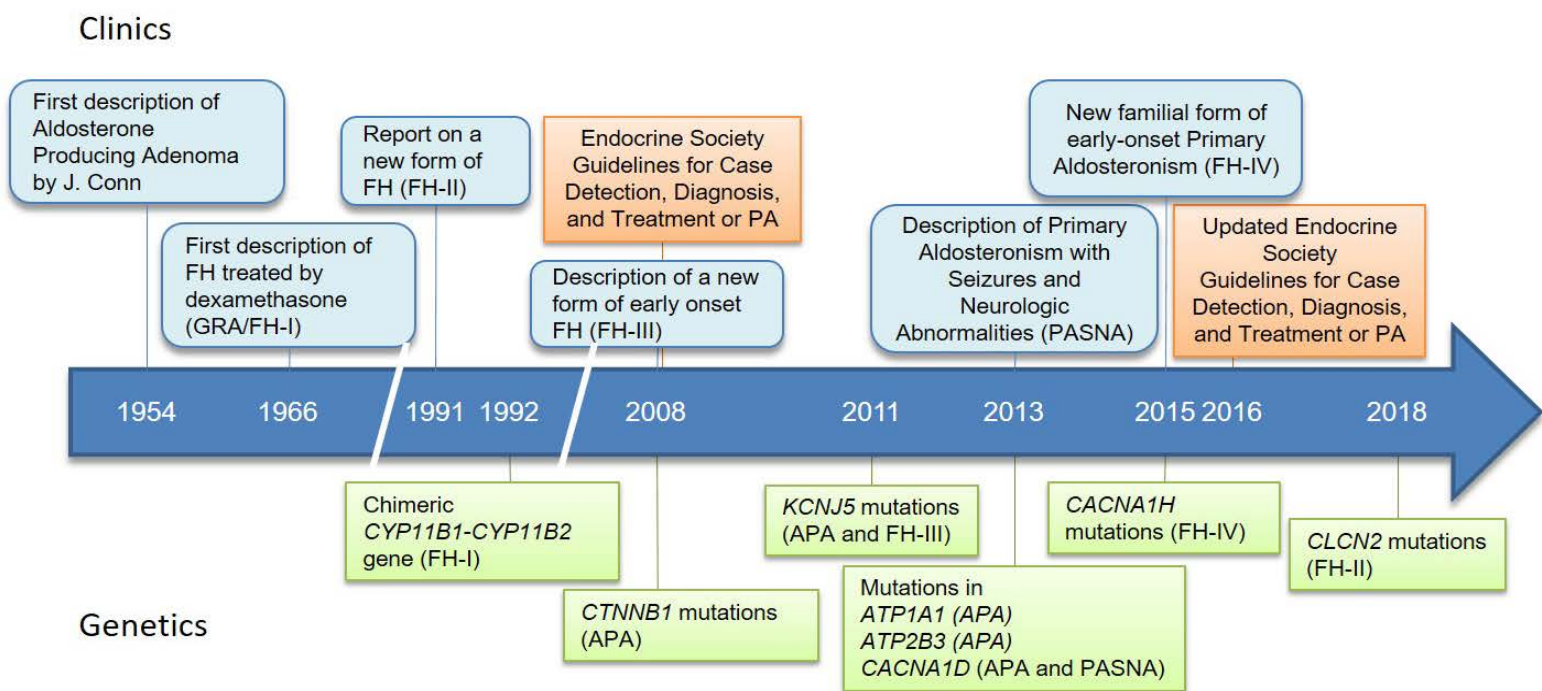 Clinics
First description of
Aldosterone
Producing Adenoma
by J. Conn
First description of
FH treated by
dexamethasone
(GRA/FH-I)
Report on a
new form of
FH (FH-II)
Endocrine Society
Guidelines for Case
Detection, Diagnosis,
and Treatment or PA
Description of a new
form of early onset
FH (FH-III)
Description of Primary
Aldosteronism with
Seizures and
Neurologic
Abnormalities (PASNA)
New familial form of
early-onset Primary
Aldosteronism (FH-IV)
Updated Endocrine
Society
Guidelines for Case
Detection, Diagnosis,
and Treatment or PA
1954 1966 1991 1992 2008 2011 2013 2015 2016 2018
Chimeric
CYP11B1-CYP11B2
gene (FH-I)
CTNNB1 mutations
(APA)
KCNJ5 mutations
(APA and FH-III)
Mutations in
ATP1A1 (APA)
ATP2B3 (APA)
CACNA1D (APA and PASNA)
CACNA1H
mutations (FH-IV)
CLCN2 mutations
(FH-II)
Genetics